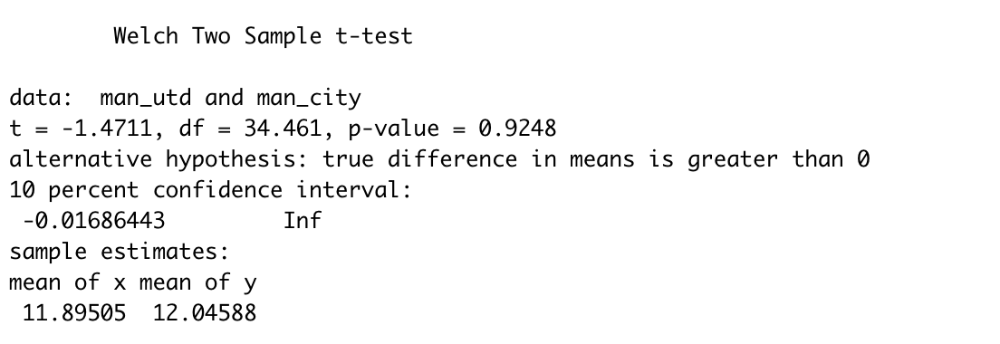 Welch Two Sample t-test
data:  man_utd and man_city
t = -1.4711, df = 34.461, p-value = 0.9248
alternative hypothesis: true difference in means is greater than 0
10 percent confidence interval:
 -0.01686443         Inf
sample estimates:
mean of x mean of y
 11.89505  12.04588